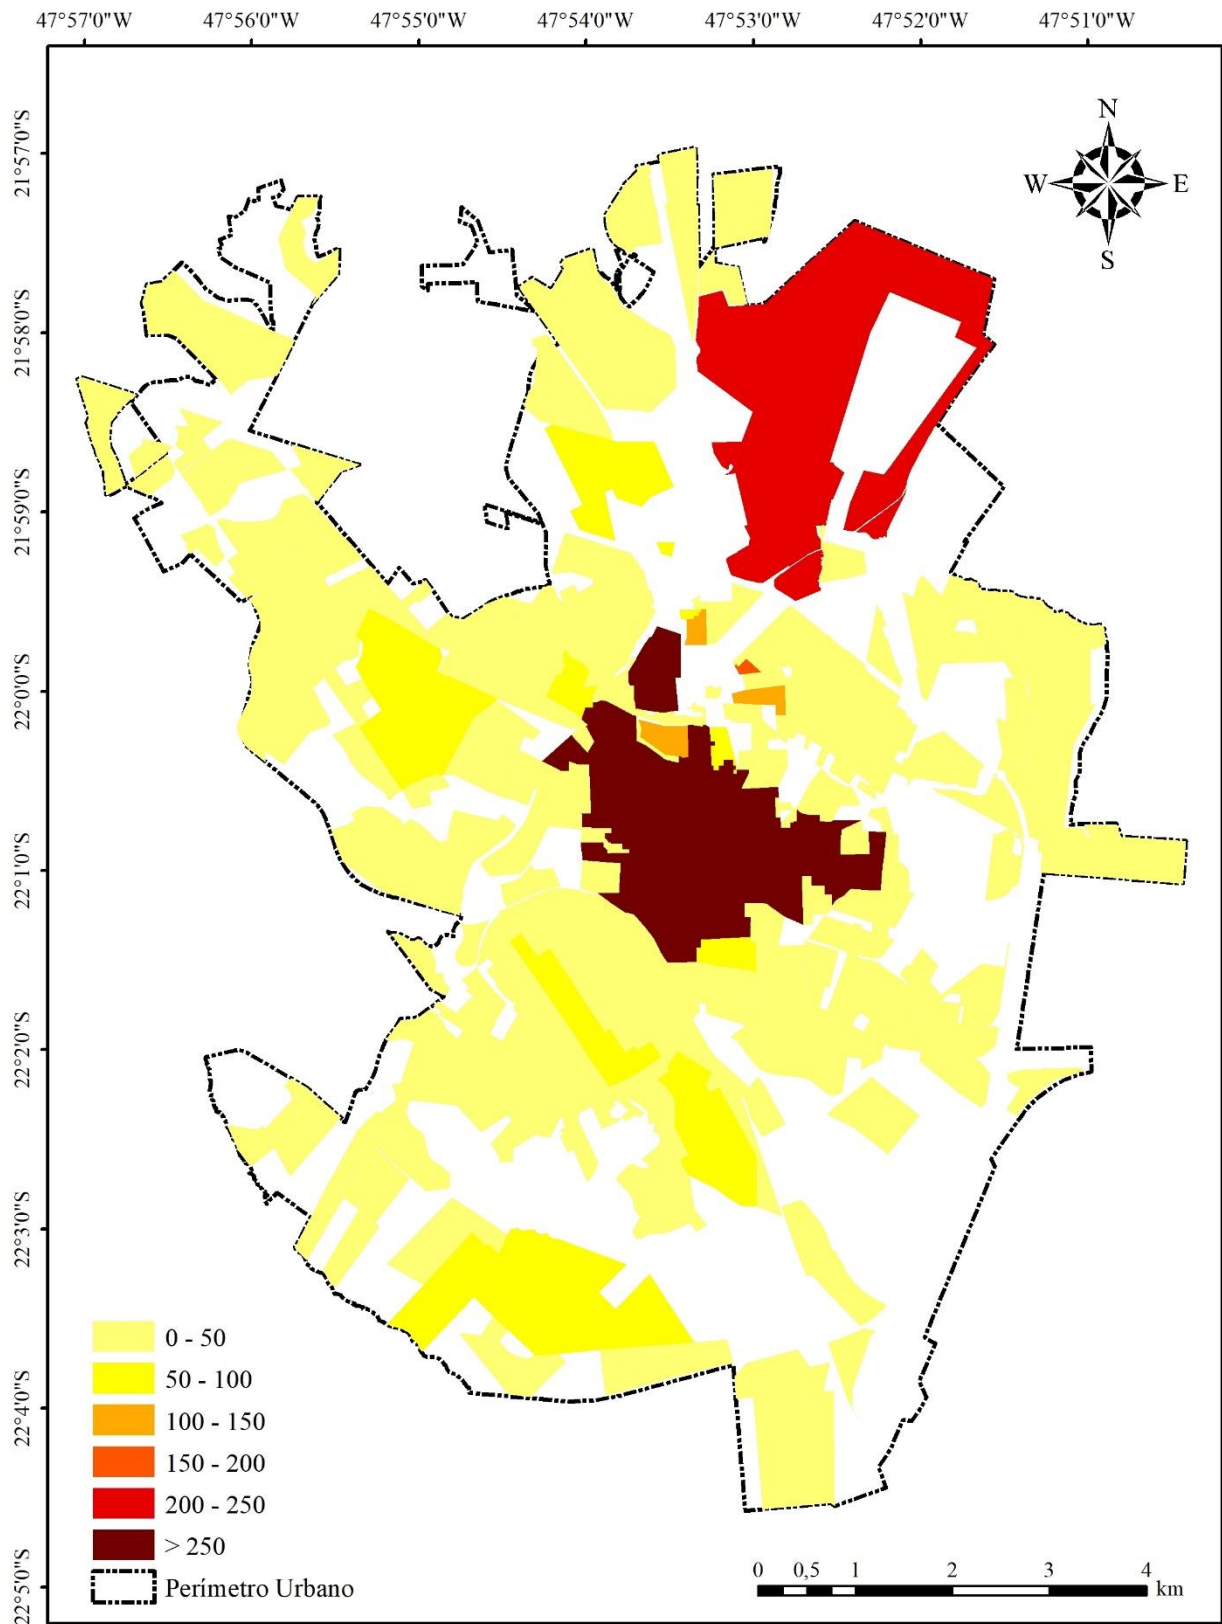 47°57'0"W 47°56'0"W 47°55'0"W 47°54'0"W 47°53'0"W 47°52'0"W 47°51'0"W
N
W E
S
21°57'0"S
21°58'0"S
21°59'0"S
22°0'0"S
22°1'0"S
22°2'0"S
22°3'0"S
22°4'0"S
22°5'0"S
0 - 50
50 - 100
100 - 150
150 - 200
200 - 250
> 250
Perímetro Urbano
0 0,5 1 2 3 4
km